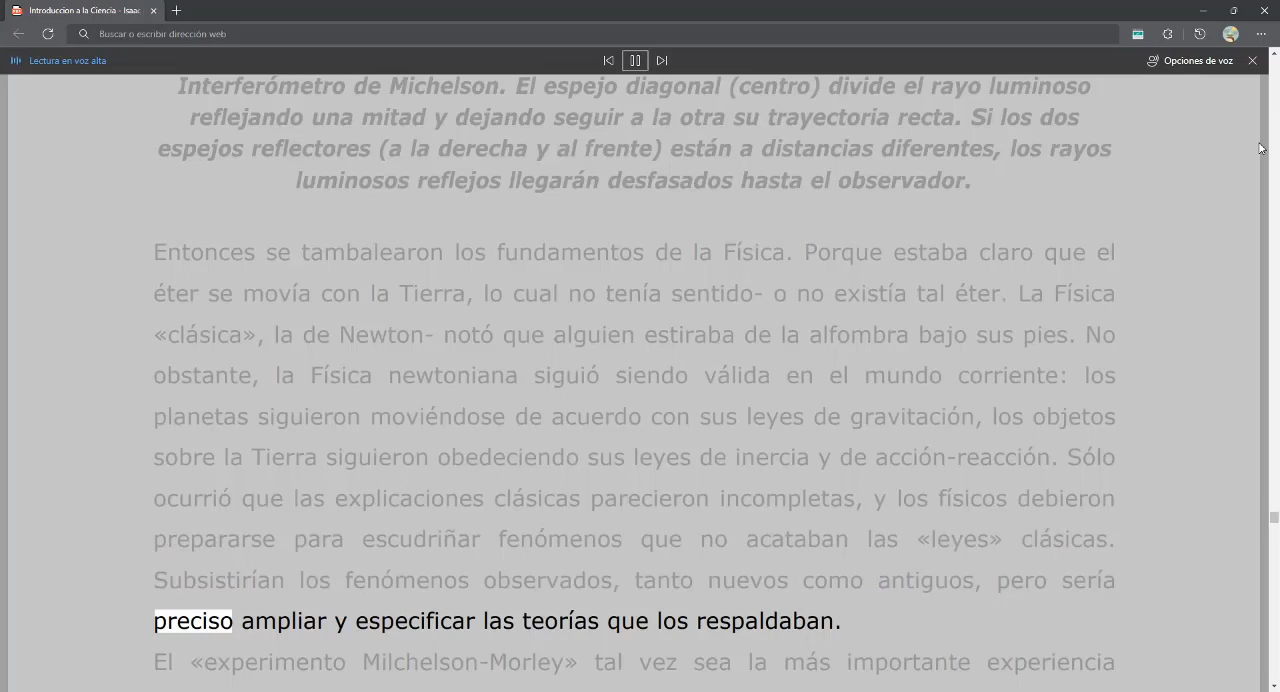 Introduccion a la Ciencia - Isaac
Buscar o escribir dirección web
Lectura en voz alta
Opciones de voz
Interferómetro de Michelson. El espejo diagonal (centro) divide el rayo luminoso
reflejando una mitad y dejando seguir a la otra su trayectoria recta. Si los dos
espejos reflectores (a la derecha y al frente) están a distancias diferentes, los rayos
luminosos reflejos llegarán desfasados hasta el observador.
Entonces se tambalearon los fundamentos de la Física. Porque estaba claro que el
éter se movía con la Tierra, lo cual no tenía sentido- o no existía tal éter. La Física
«clásica», la de Newton- notó que alguien estiraba de la alfombra bajo sus pies. No
obstante, la Física newtoniana siguió siendo válida en el mundo corriente: los
planetas siguieron moviéndose de acuerdo con sus leyes de gravitación, los objetos
sobre la Tierra siguieron obedeciendo sus leyes de inercia y de acción-reacción. Sólo
ocurrió que las explicaciones clásicas parecieron incompletas, y los físicos debieron
prepararse para escudriñar fenómenos que no acataban las «leyes» clásicas.
Subsistirían los fenómenos observados, tanto nuevos como antiguos, pero sería
preciso ampliar y especificar las teorías que los respaldaban.
El «experimento Milchelson-Morley» tal vez sea la más importante experiencia